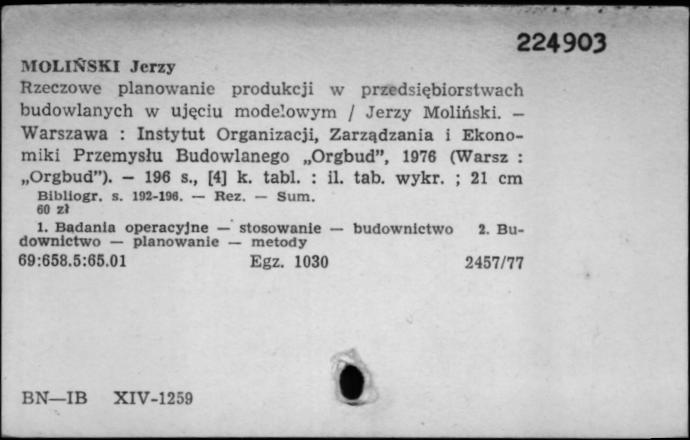 224903
MOLIŃSKI Jerzy
Rzeczowe planowanie produkcji w przedsiębiorstwach
budowlanych w ujęciu modelowym / Jerzy Moliński. —
Warszawa : Instytut Organizacji, Zarządzania i Ekono-
miki Przemysłu Budowlanego „Orgbud”, 1976 (Warsz :
„Orgbud”). — 196 s., [4] k. tabl. : il. tab. wykr. ; 21 cm
Bibliogr. s. 192-196. — Rez. — Sum.
60 zł
1. Badania operacyjne — stosowanie — budownictwo 2. Bu-
downictwo — planowanie — metody
69:658.5:65.01 Egz. 1030 2457/77
BN—IB XIV-1259